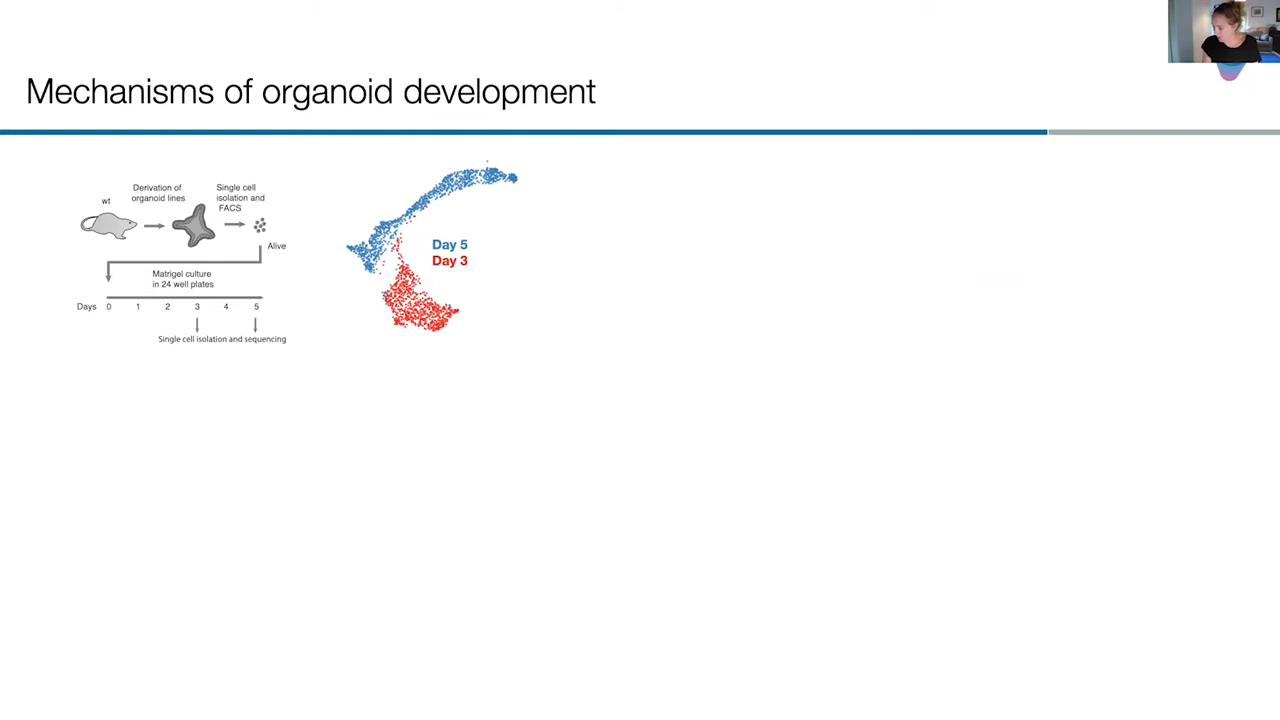 Mechanisms of organoid development
wt
Derivation of
organoid lines
Single cell
isolation and
FACS
Alive
Matrigel culture
in 24 well plates
Days 0 1 2 3 4 5
Single cell isolation and sequencing
Day 5
Day 3